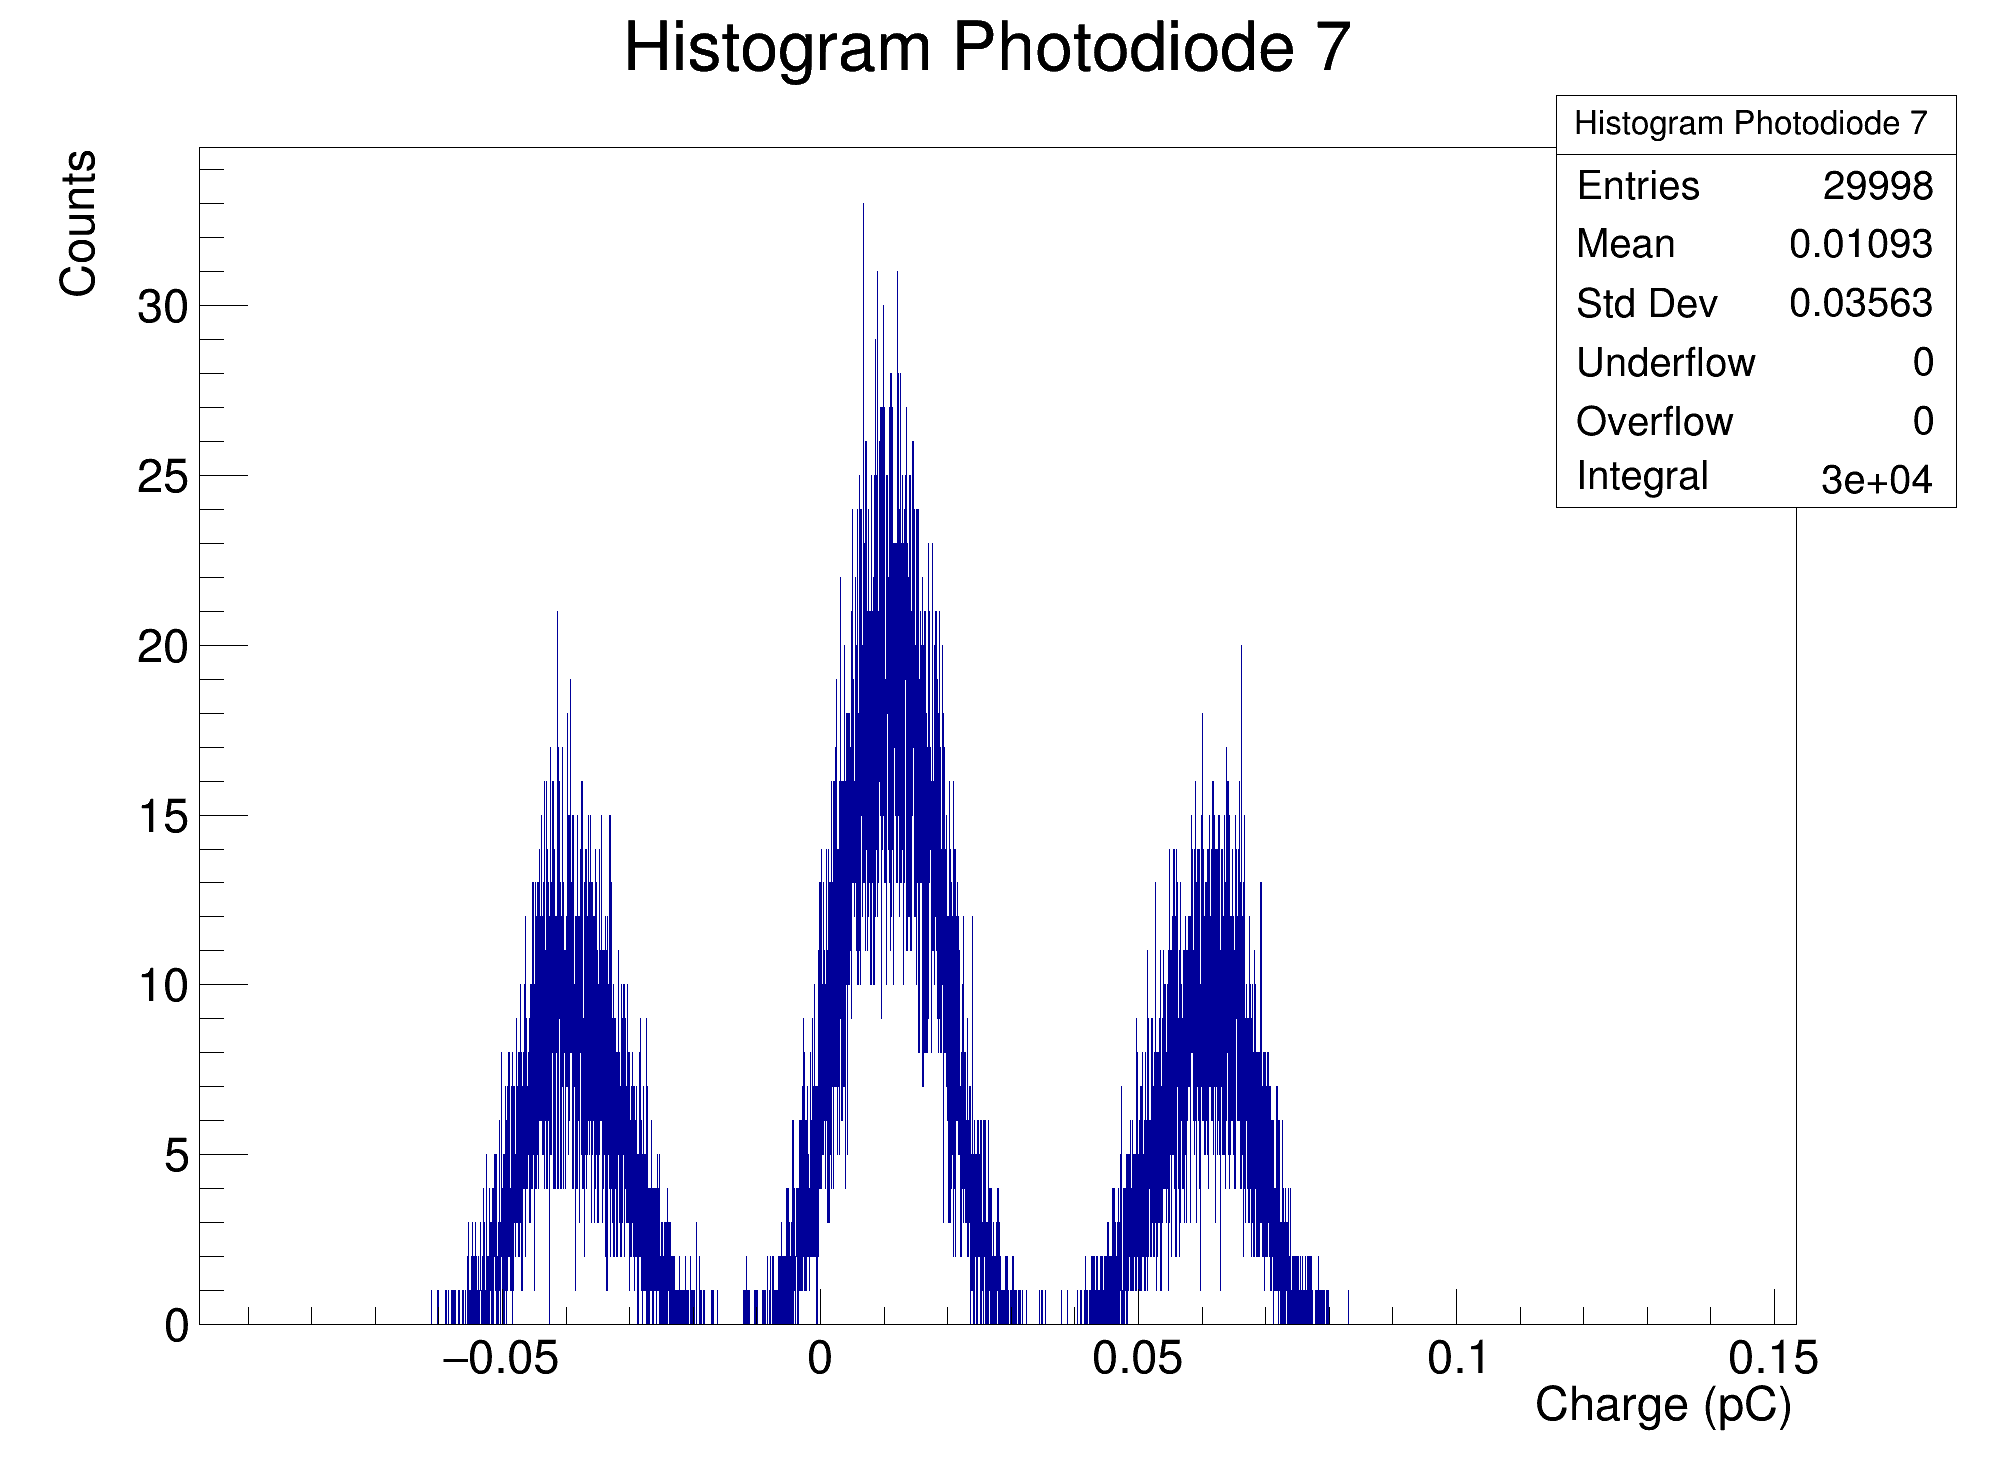 Histogram Photodiode 7
Histogram Photodiode 7
Entries 29998
Mean 0.01093
Std Dev 0.03563
Underflow 0
Overflow 0
Integral 3e+04
Counts
30
25
20
15
10
5
0
−0.05 0 0.05 0.1 0.15
Charge (pC)